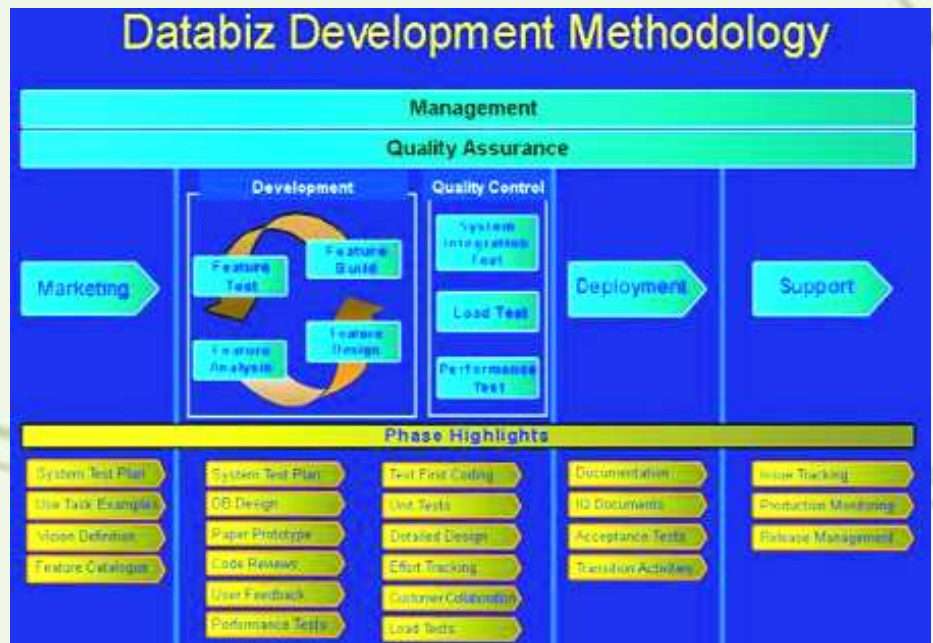 Databiz Development Methodology
Management
Quality Assurance
Development
Quality Control
Marketing
Feature
Test
Feature
Build
Feature
Analysis
Feature
Design
System
Integration
Test
Load Test
Performance
Test
Deployment
Support
Phase Highlights
System Test Plan
Use Task Examples
Vision Definition
Feature Catalogue
System Test Plan
DB Design
Paper Prototype
Code Reviews
User Feedback
Performance Tests
Test First Coding
Unit Tests
Detailed Design
Effort Tracking
Customer Collaboration
Load Tests
Documentation
IQ Documents
Acceptance Tests
Transition Activities
Issue Tracking
Production Monitoring
Release Management